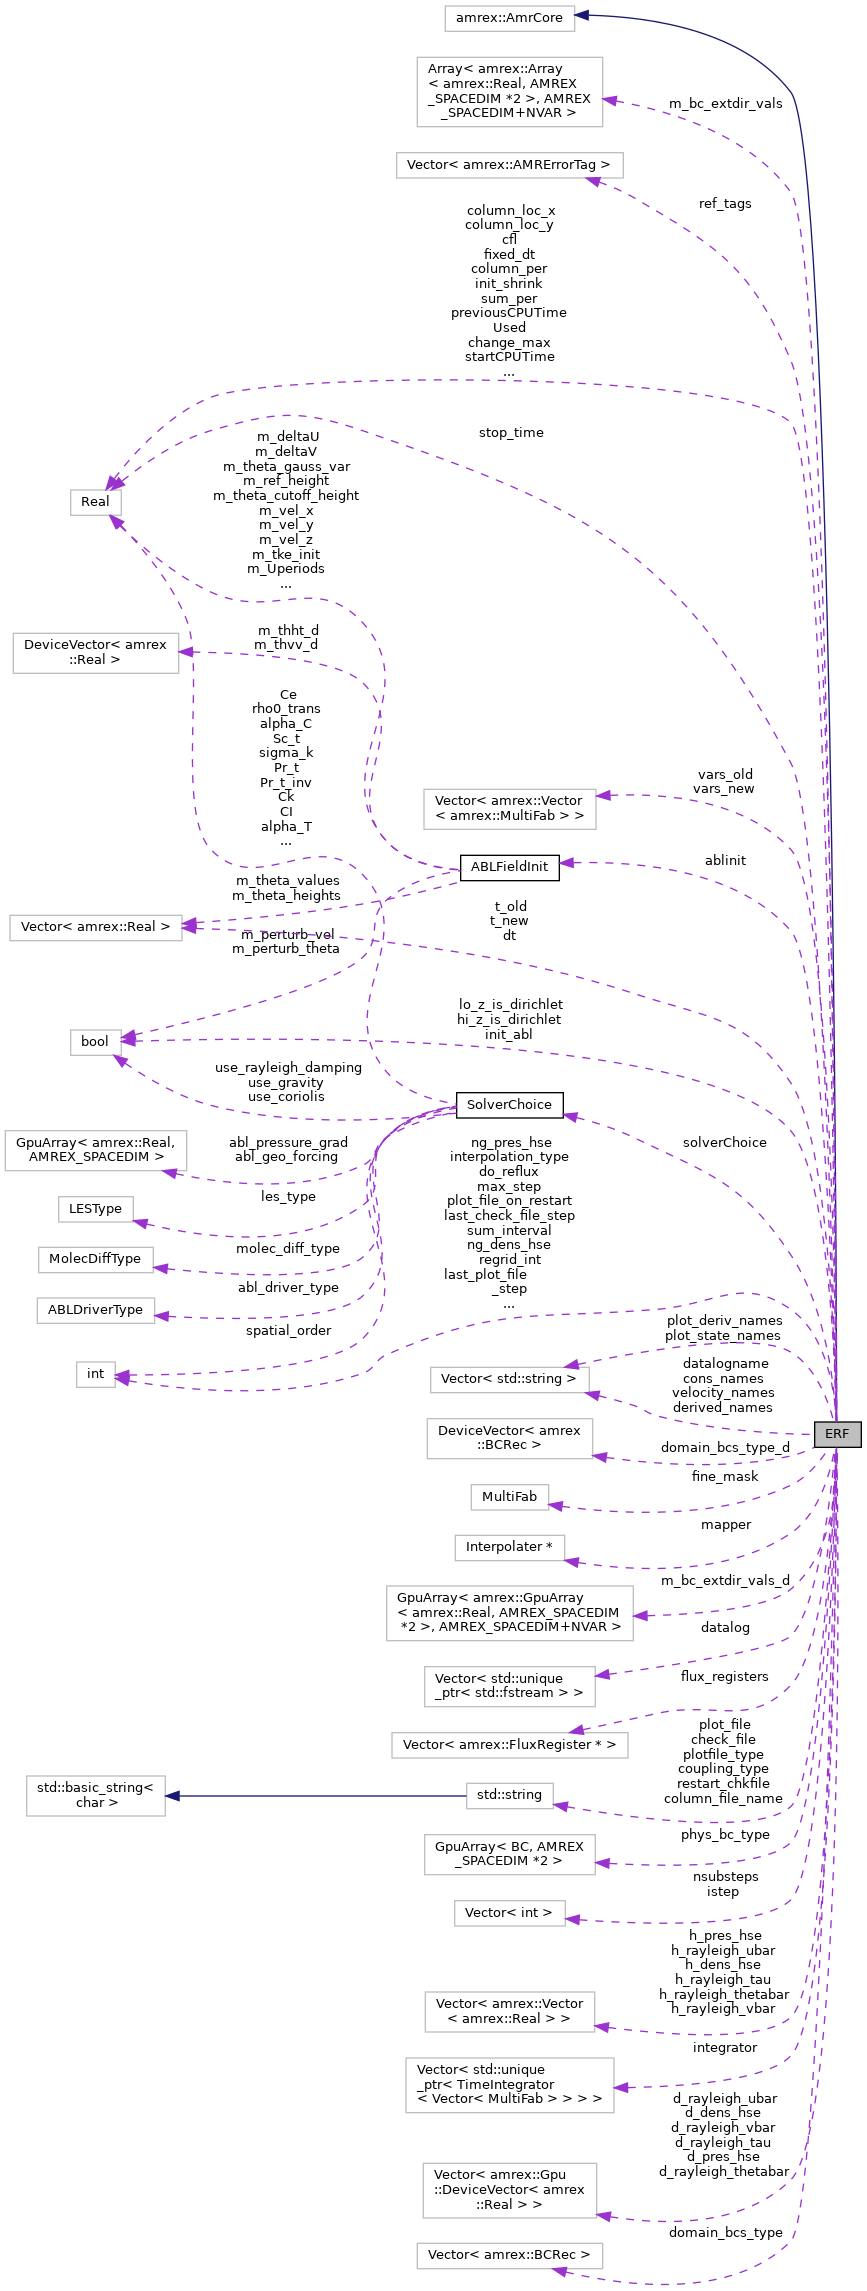 amrex::AmrCore
Array< amrex::Array
< amrex::Real, AMREX
_SPACEDIM *2 >, AMREX
_SPACEDIM+NVAR >
m_bc_extdir_vals
Vector< amrex::AMRErrorTag >
ref_tags
column_loc_x
column_loc_y
cfl
fixed_dt
column_per
init_shrink
sum_per
previousCPUTime
Used
change_max
startCPUTime
...
stop_time
m_deltaU
m_deltaV
m_theta_gauss_var
m_ref_height
m_theta_cutoff_height
m_vel_x
m_vel_y
m_vel_z
m_tke_init
m_Uperiods
...
Real
DeviceVector< amrex
::Real >
m_thht_d
m_thvv_d
Ce
rho0_trans
alpha_C
Sc_t
sigma_k
Pr_t
Pr_t_inv
Ck
CI
alpha_T
...
Vector< amrex::Vector
< amrex::MultiFab > >
vars_old
vars_new
ABLFieldInit
ablinit
m_theta_values
m_theta_heights
Vector< amrex::Real >
t_old
t_new
dt
m_perturb_vel
m_perturb_theta
bool
lo_z_is_dirichlet
hi_z_is_dirichlet
init_abl
use_rayleigh_damping
use_gravity
use_coriolis
SolverChoice
solverChoice
GpuArray< amrex::Real,
AMREX_SPACEDIM >
abl_pressure_grad
abl_geo_forcing
LESType
les_type
MolecDiffType
molec_diff_type
ABLDriverType
abl_driver_type
int
spatial_order
ng_pres_hse
interpolation_type
do_reflux
max_step
plot_file_on_restart
last_check_file_step
sum_interval
ng_dens_hse
regrid_int
last_plot_file
_step
...
plot_deriv_names
plot_state_names
Vector< std::string >
datalogname
cons_names
velocity_names
derived_names
ERF
DeviceVector< amrex
::BCRec >
domain_bcs_type_d
MultiFab
fine_mask
Interpolater *
mapper
GpuArray< amrex::GpuArray
< amrex::Real, AMREX_SPACEDIM
*2 >, AMREX_SPACEDIM+NVAR >
m_bc_extdir_vals_d
Vector< std::unique
_ptr< std::fstream > >
datalog
Vector< amrex::FluxRegister * >
flux_registers
std::basic_string<
char >
std::string
plot_file
check_file
plotfile_type
coupling_type
restart_chkfile
column_file_name
GpuArray< BC, AMREX
_SPACEDIM *2 >
phys_bc_type
Vector< int >
nsubsteps
istep
Vector< amrex::Vector
< amrex::Real > >
h_pres_hse
h_rayleigh_ubar
h_dens_hse
h_rayleigh_tau
h_rayleigh_thetabar
h_rayleigh_vbar
Vector< std::unique
_ptr< TimeIntegrator
< Vector< MultiFab > > > >
integrator
Vector< amrex::Gpu
::DeviceVector< amrex
::Real > >
d_rayleigh_ubar
d_dens_hse
d_rayleigh_vbar
d_rayleigh_tau
d_pres_hse
d_rayleigh_thetabar
Vector< amrex::BCRec >
domain_bcs_type